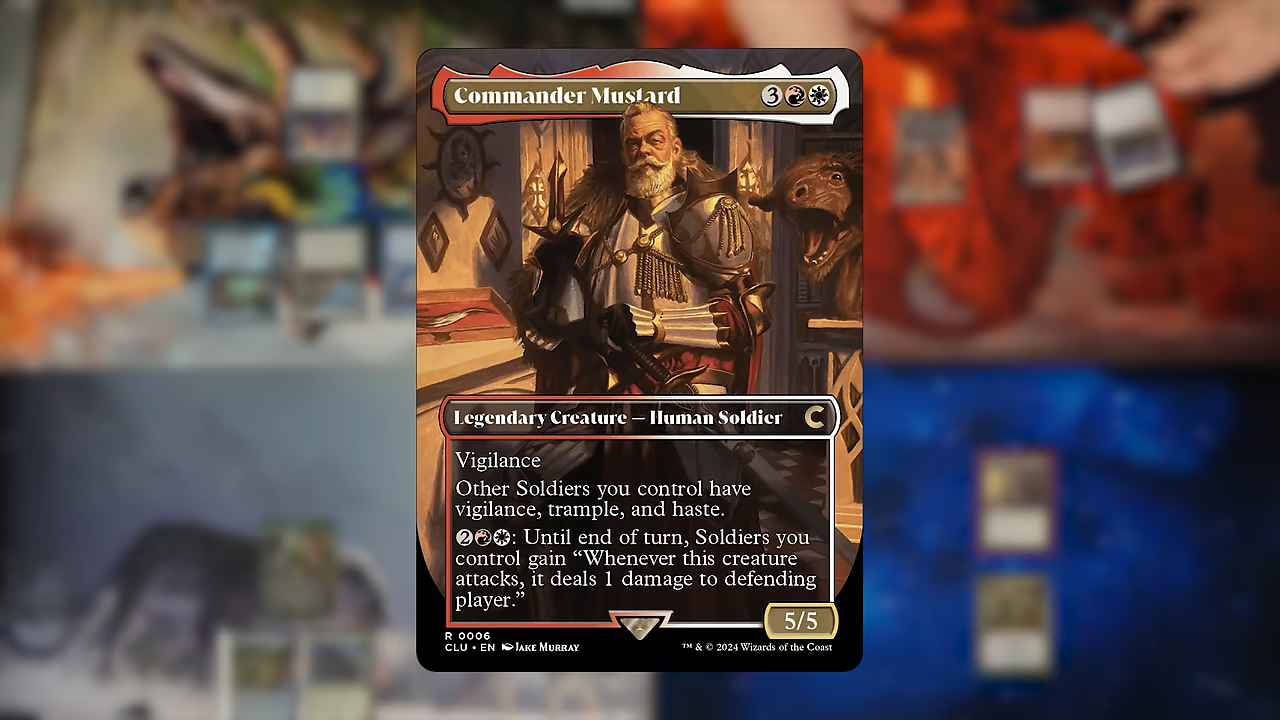 Commander Mustard 3
Legendary Creature — Human Soldier
Vigilance
Other Soldiers you control have
vigilance, trample, and haste.
2: Until end of turn, Soldiers you
control gain “Whenever this creature
attacks, it deals 1 damage to defending
player.”
5/5
R 0006
CLU • EN JAKE MURRAY
™ & © 2024 Wizards of the Coast